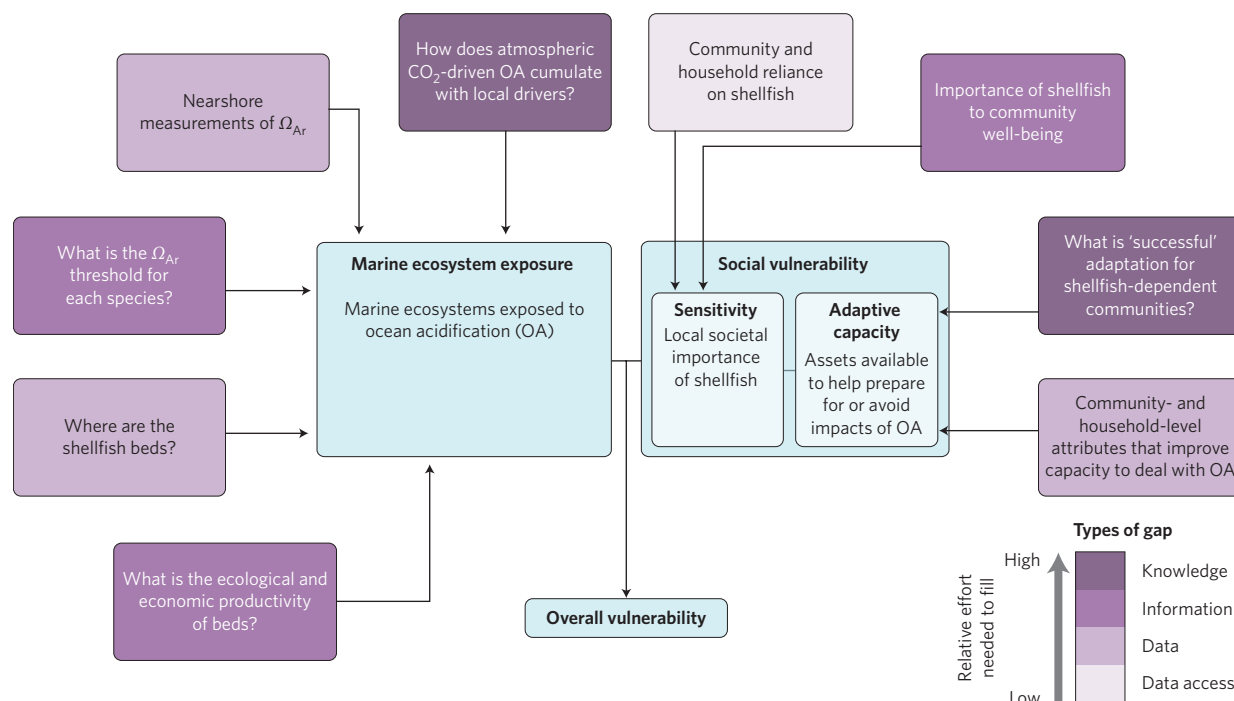 How does atmospheric
CO₂-driven OA cumulate
with local drivers?
Community and
household reliance
on shellfish
Nearshore
measurements of Ω_Ar
Importance of shellfish
to community
well-being
What is the Ω_Ar
threshold for
each species?
Marine ecosystem exposure
Marine ecosystems exposed to
ocean acidification (OA)
Social vulnerability
Sensitivity
Local societal
importance
of shellfish
Adaptive
capacity
Assets available
to help prepare
for or avoid
impacts of OA
What is ‘successful’
adaptation for
shellfish-dependent
communities?
Where are the
shellfish beds?
Community- and
household-level
attributes that improve
capacity to deal with OA
What is the ecological and
economic productivity
of beds?
Overall vulnerability
Types of gap
High
Knowledge
Information
Data
Data access
Low
Relative effort
needed to fill